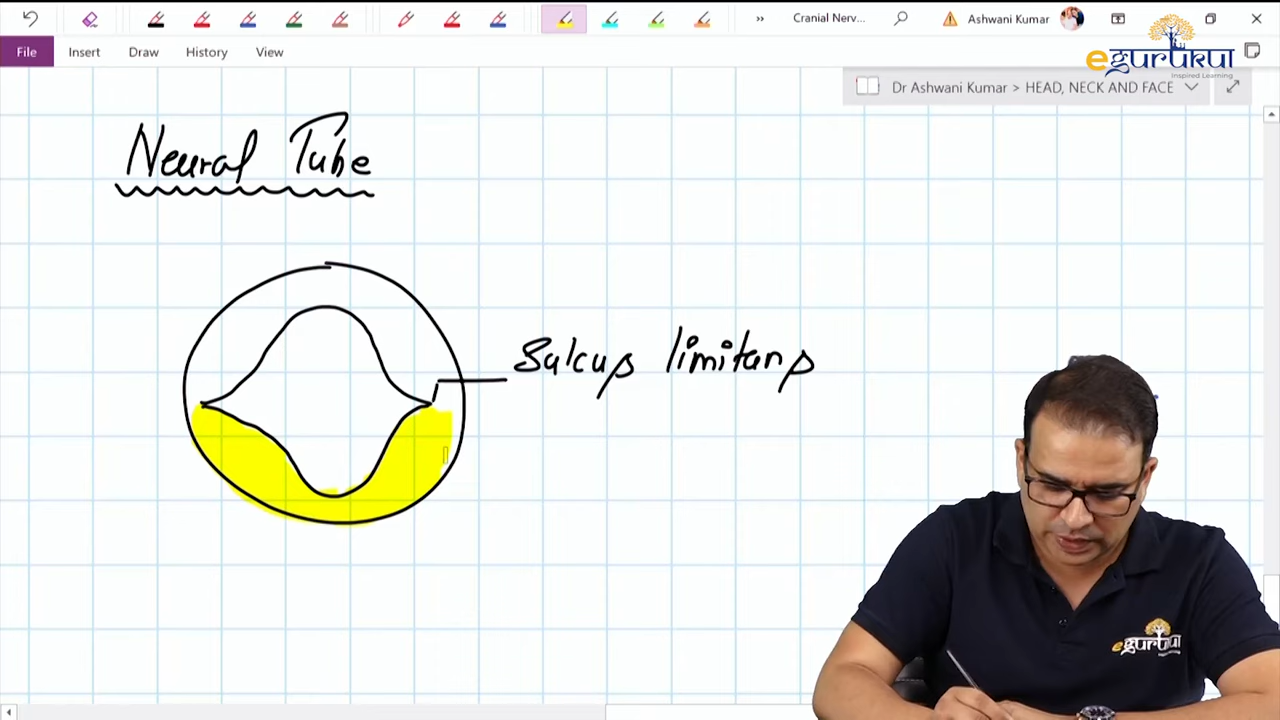 Cranial Nerv...
Ashwani Kumar
egurukul
Inspired Learning
File Insert Draw History View
Dr Ashwani Kumar > HEAD, NECK AND FACE
Neural Tube
Sulcus limitans
egurukul